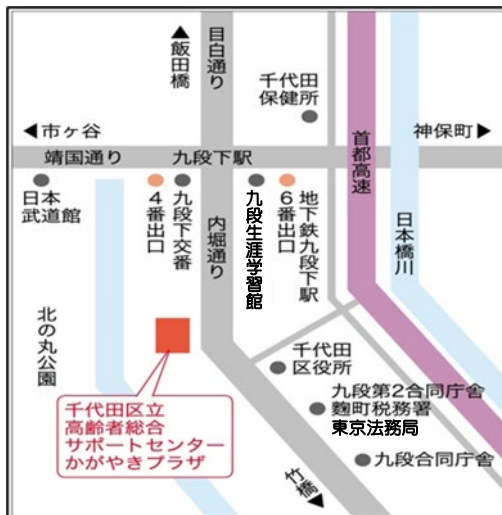 ▲飯田橋
目白通り
千代田
保健所
首都高速
◀市ヶ谷
神保町▶
靖国通り
九段下駅
日本
武道館
4番出口
九段下交番
内堀通り
九段生涯学習館
6番出口
地下鉄九段下駅
日本橋川
北の丸公園
千代田
区役所
千代田区立
高齢者総合
サポートセンター
かがやきプラザ
九段第2合同庁舎
麹町税務署
東京法務局
九段合同庁舎
竹橋▼